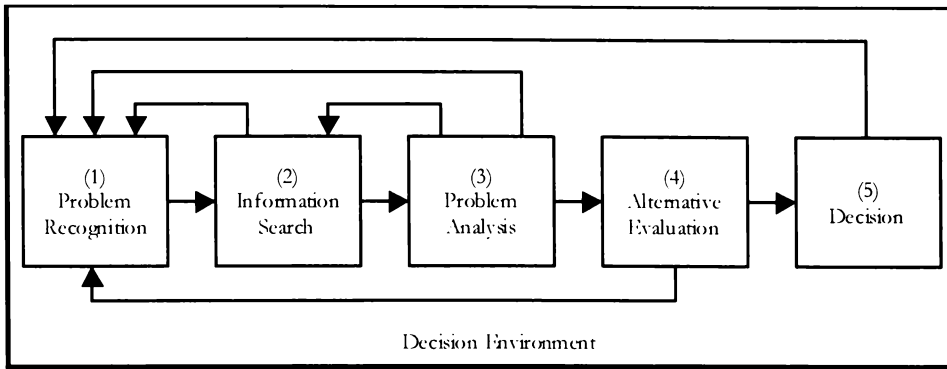 (1)
Problem
Recognition
(2)
Information
Search
(3)
Problem
Analysis
(4)
Alternative
Evaluation
(5)
Decision
Decision Environment